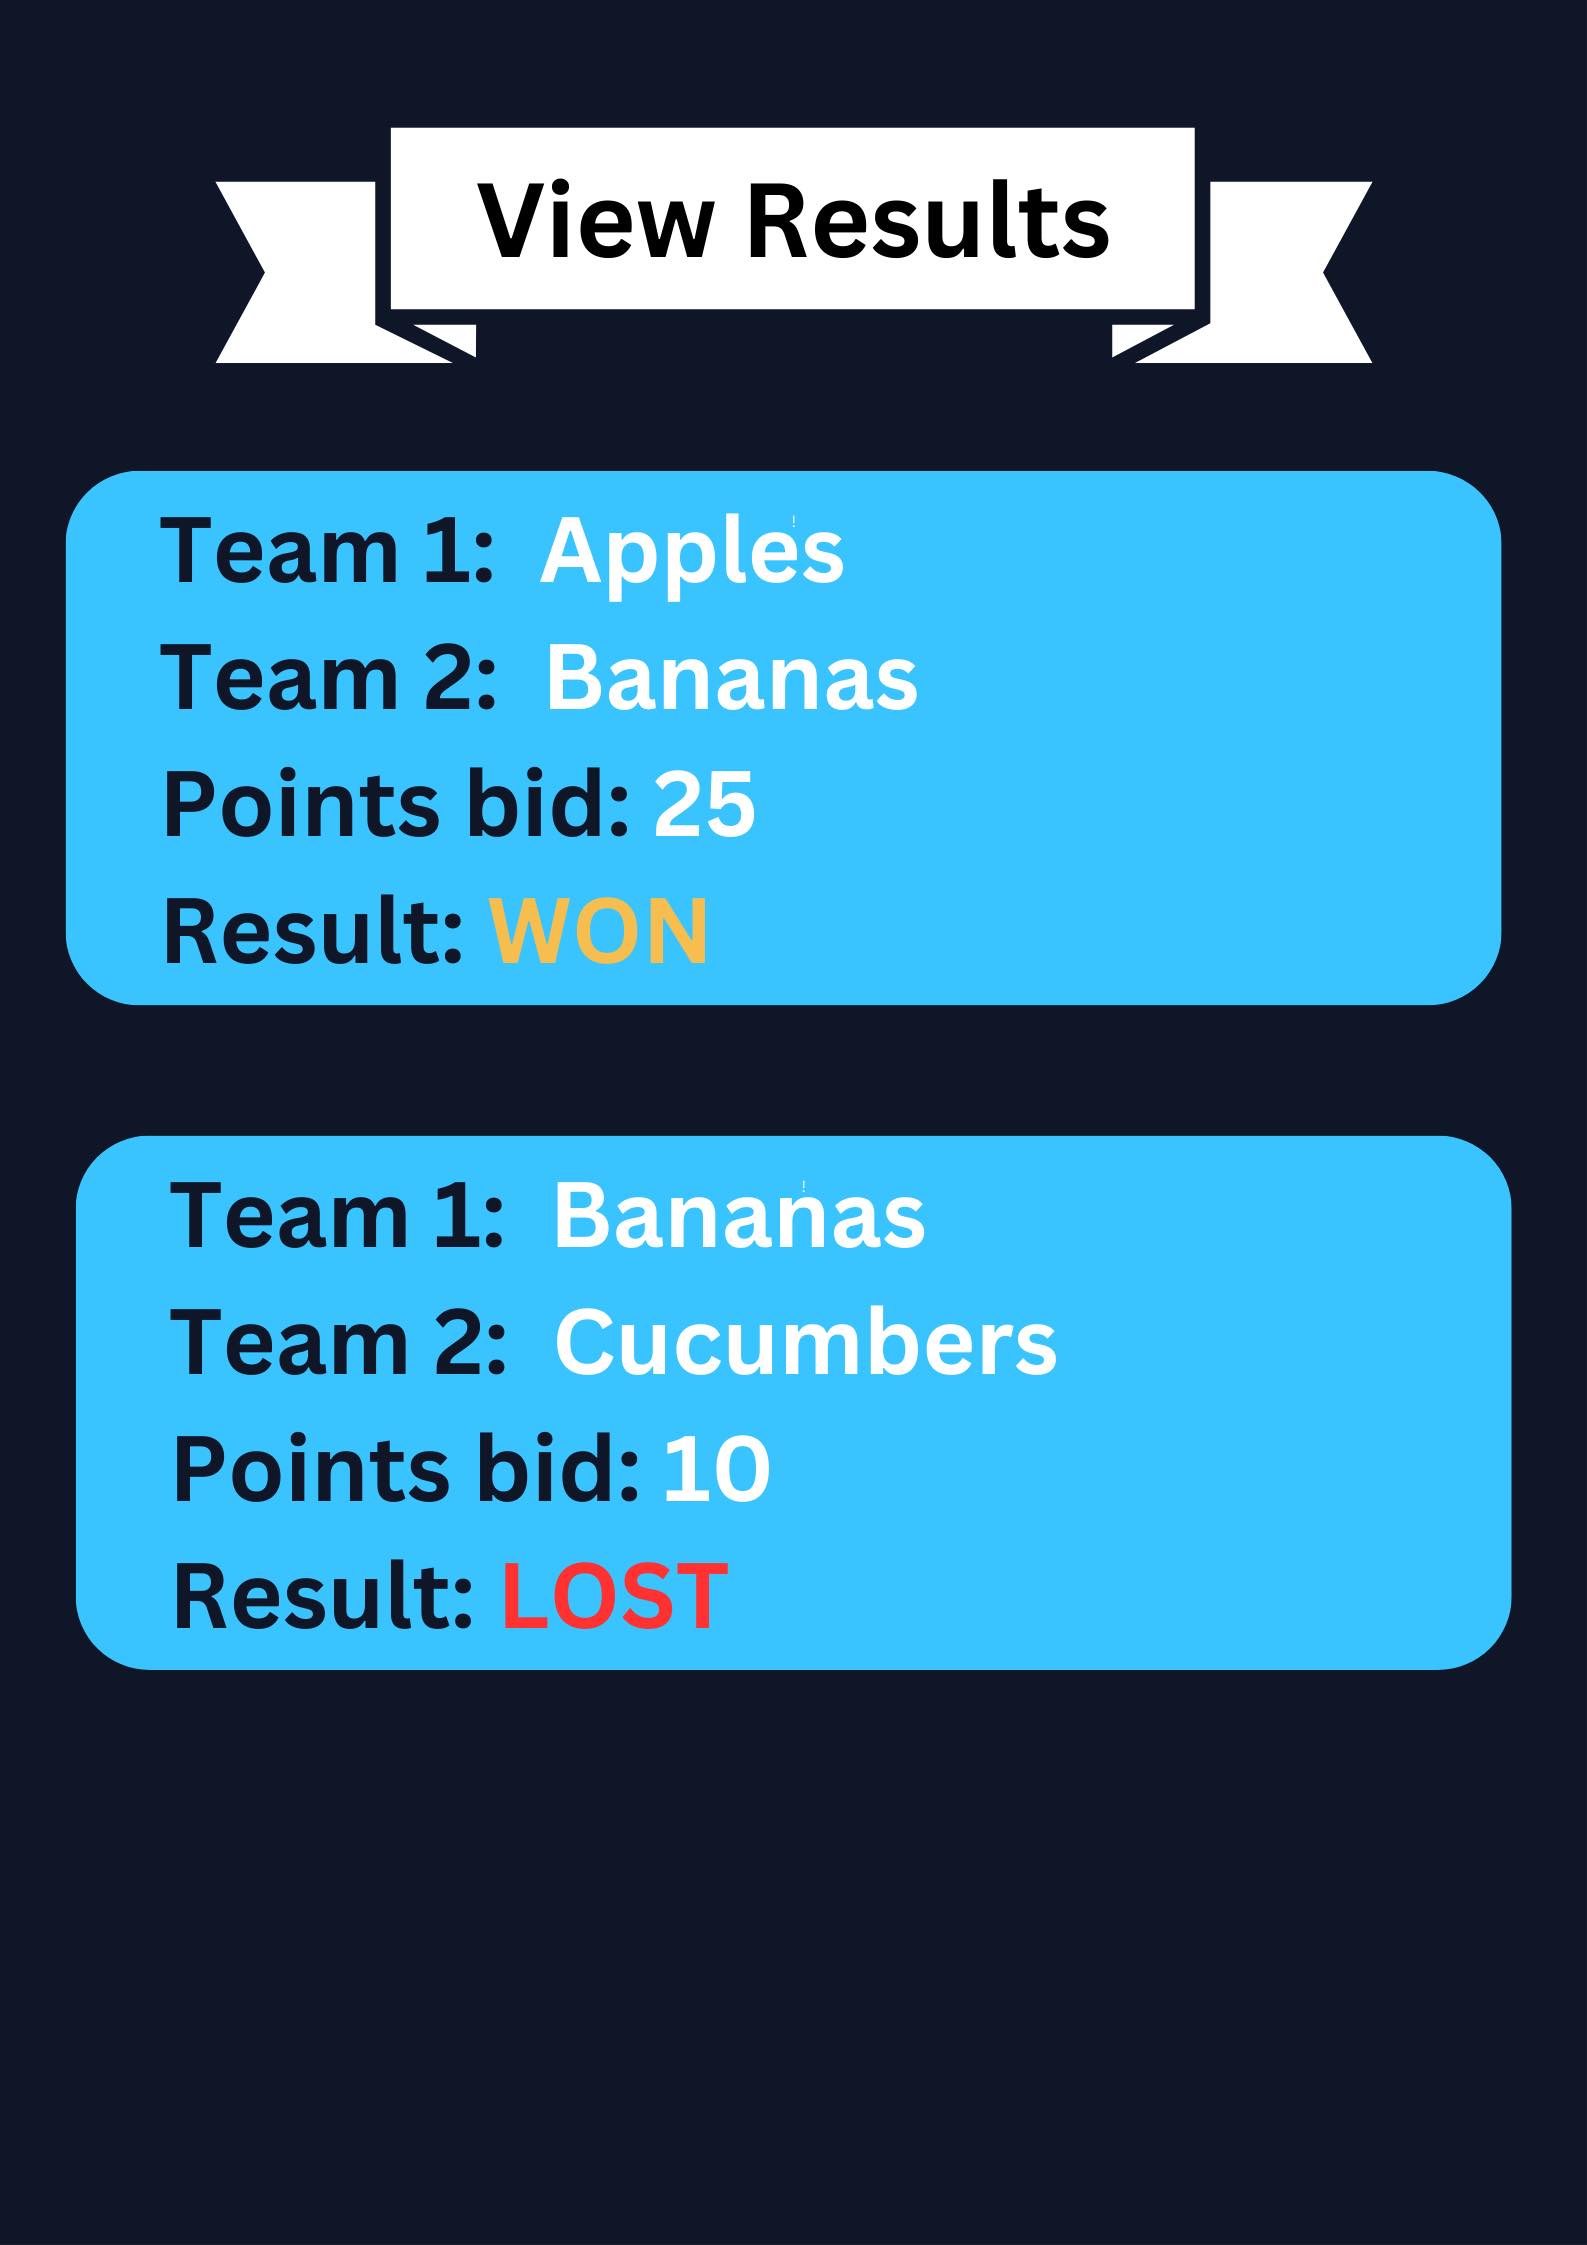 View Results
Team 1: Apples
!
Team 2: Bananas
Points bid: 25
Result: WON
Team 1: Bananas
!
Team 2: Cucumbers
Points bid: 10
Result: LOST